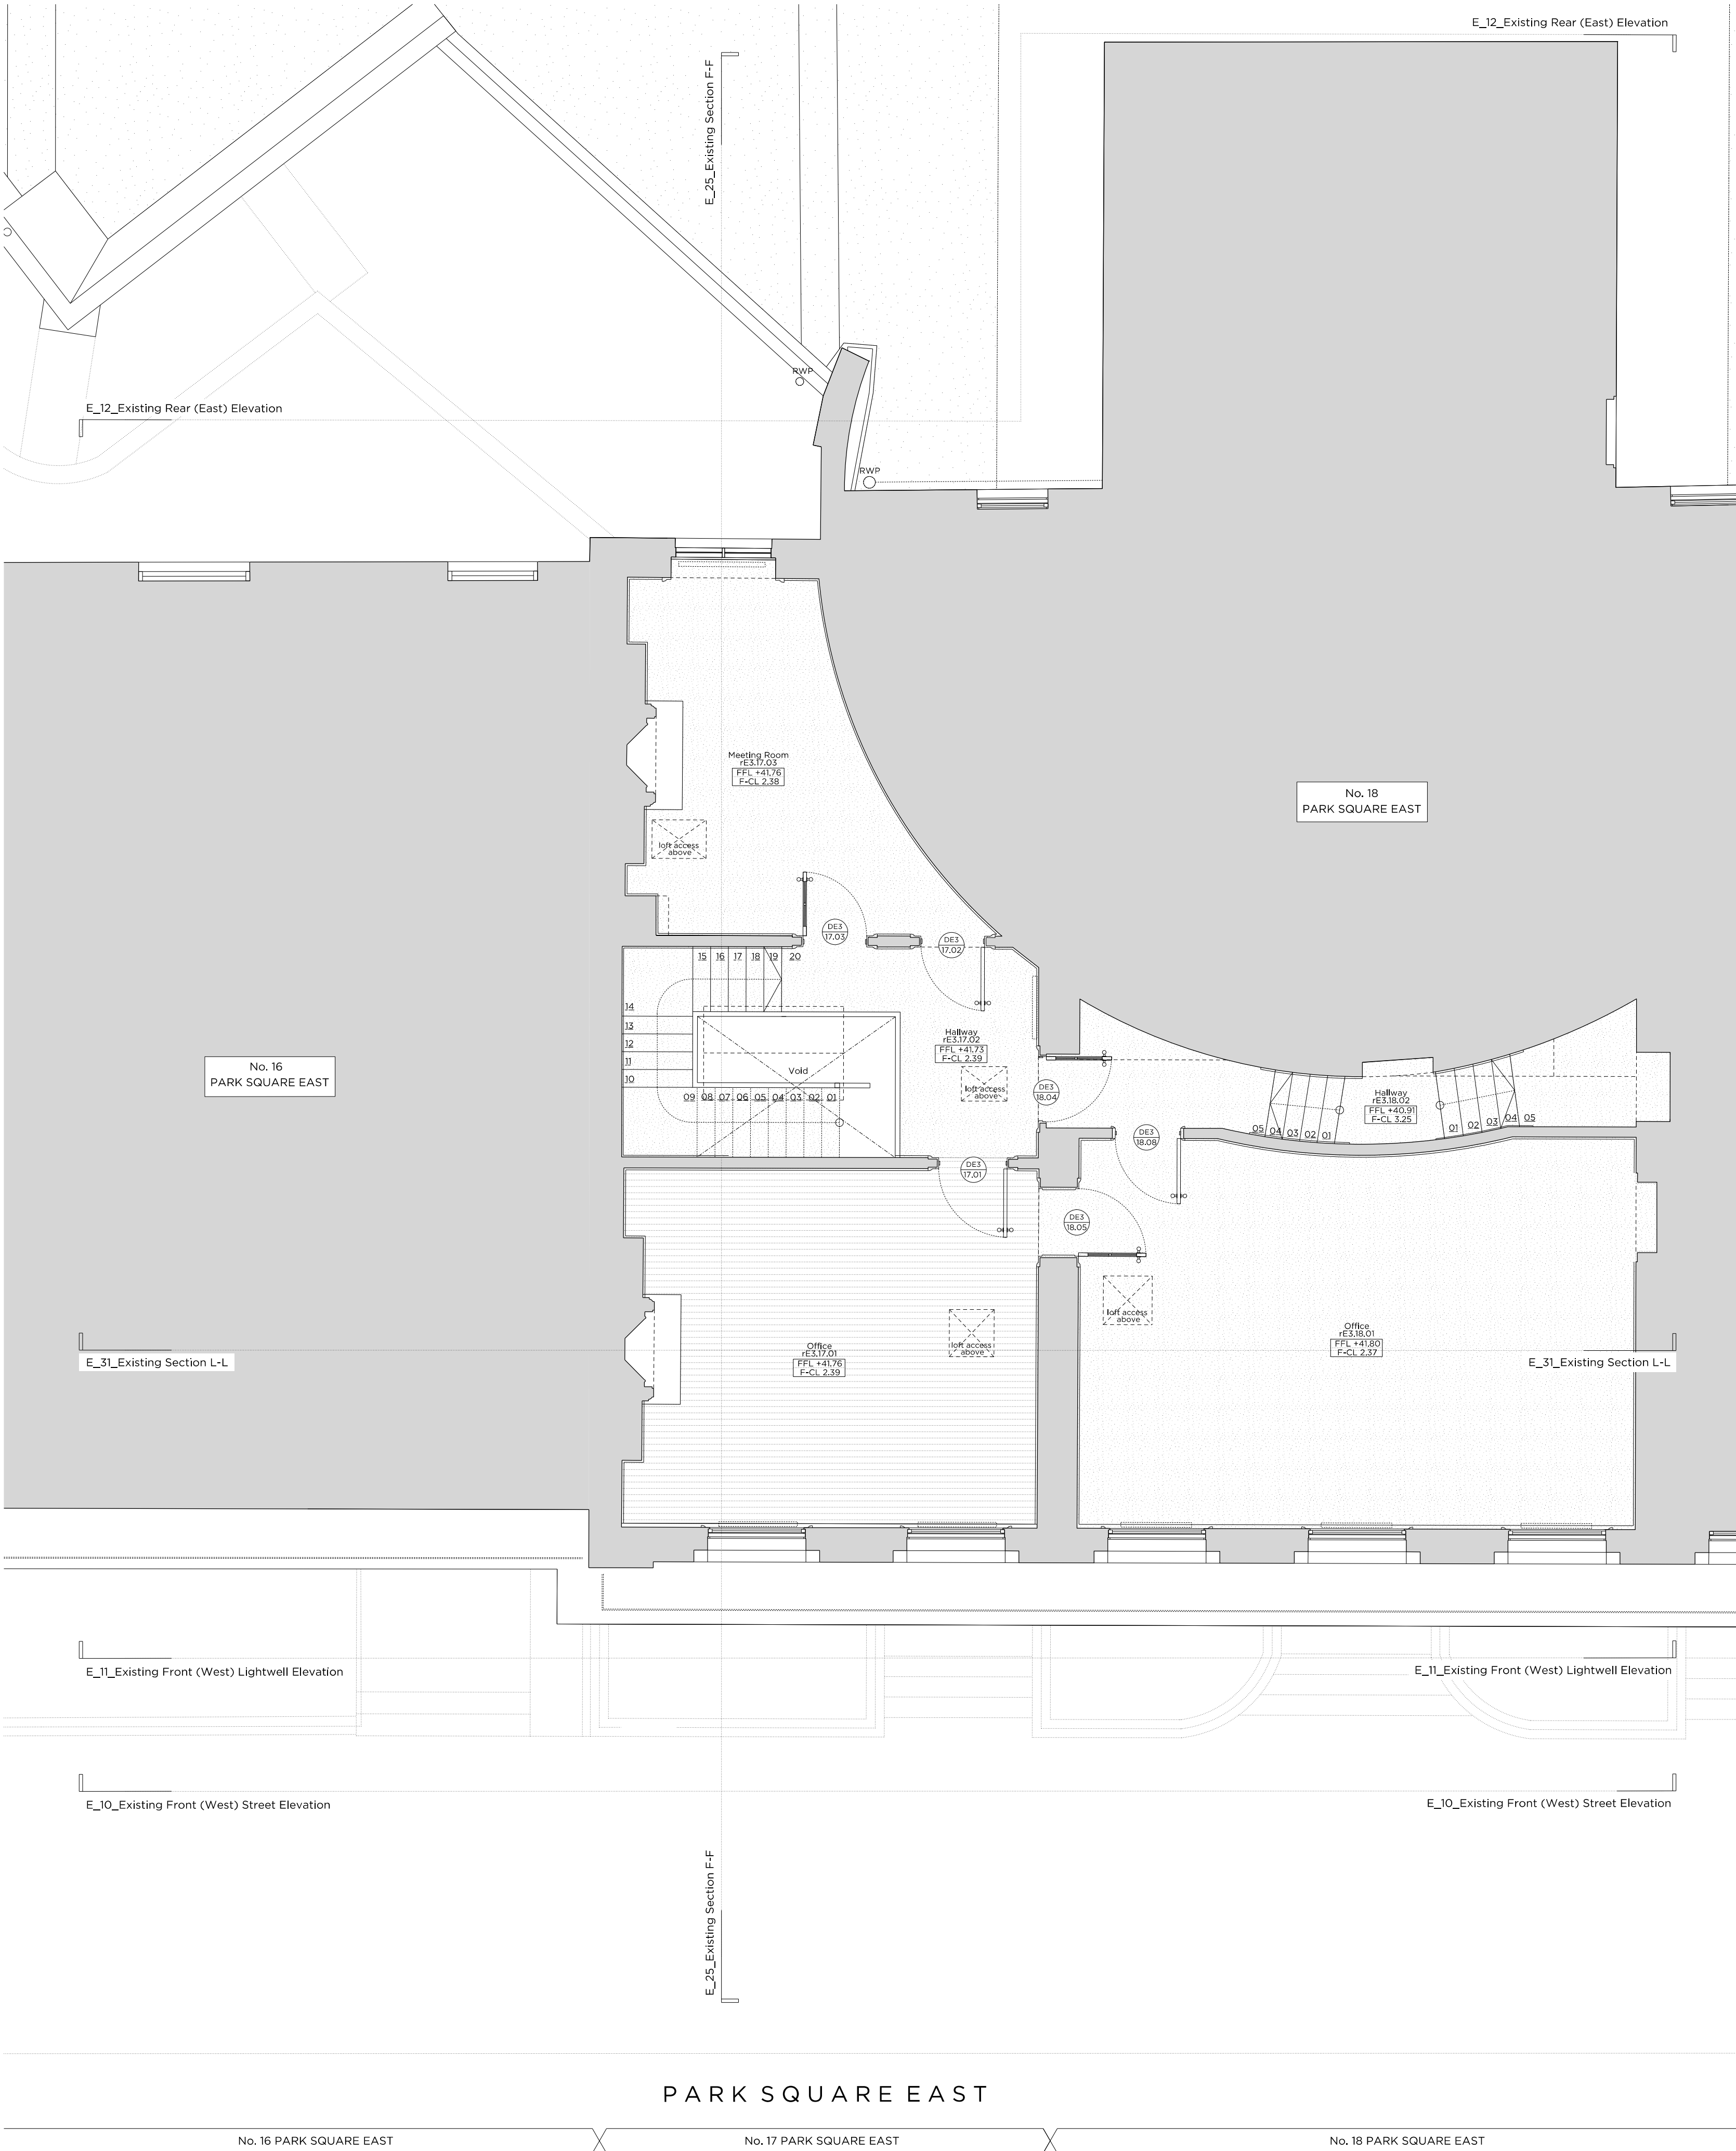 E_12_Existing Rear (East) Elevation
E_25_Existing Section F-F
RWP
E_12_Existing Rear (East) Elevation
RWP
Meeting Room
rE3.17.03
FFL +41.76
F-CL 2.38
No. 18
PARK SQUARE EAST
loft access
above
DE3
17.03
DE3
17.02
15 16 17 18 19 20
14
13
12
11
10
Hallway
rE3.17.02
FFL +41.73
F-CL 2.39
No. 16
PARK SQUARE EAST
Void
loft access
above
DE3
18.04
09 08 07 06 05 04 03 02 01
Hallway
rE3.18.02
FFL +40.91
F-CL 3.25
05 04 03 02 01
01 02 03 04 05
DE3
18.08
DE3
17.01
DE3
18.05
loft access
above
Office
rE3.18.01
FFL +41.80
F-CL 2.37
Office
rE3.17.01
FFL +41.76
F-CL 2.39
loft access
above
E_31_Existing Section L-L
E_31_Existing Section L-L
E_11_Existing Front (West) Lightwell Elevation
E_11_Existing Front (West) Lightwell Elevation
E_10_Existing Front (West) Street Elevation
E_10_Existing Front (West) Street Elevation
E_25_Existing Section F-F
PARK SQUARE EAST
No. 16 PARK SQUARE EAST
No. 17 PARK SQUARE EAST
No. 18 PARK SQUARE EAST